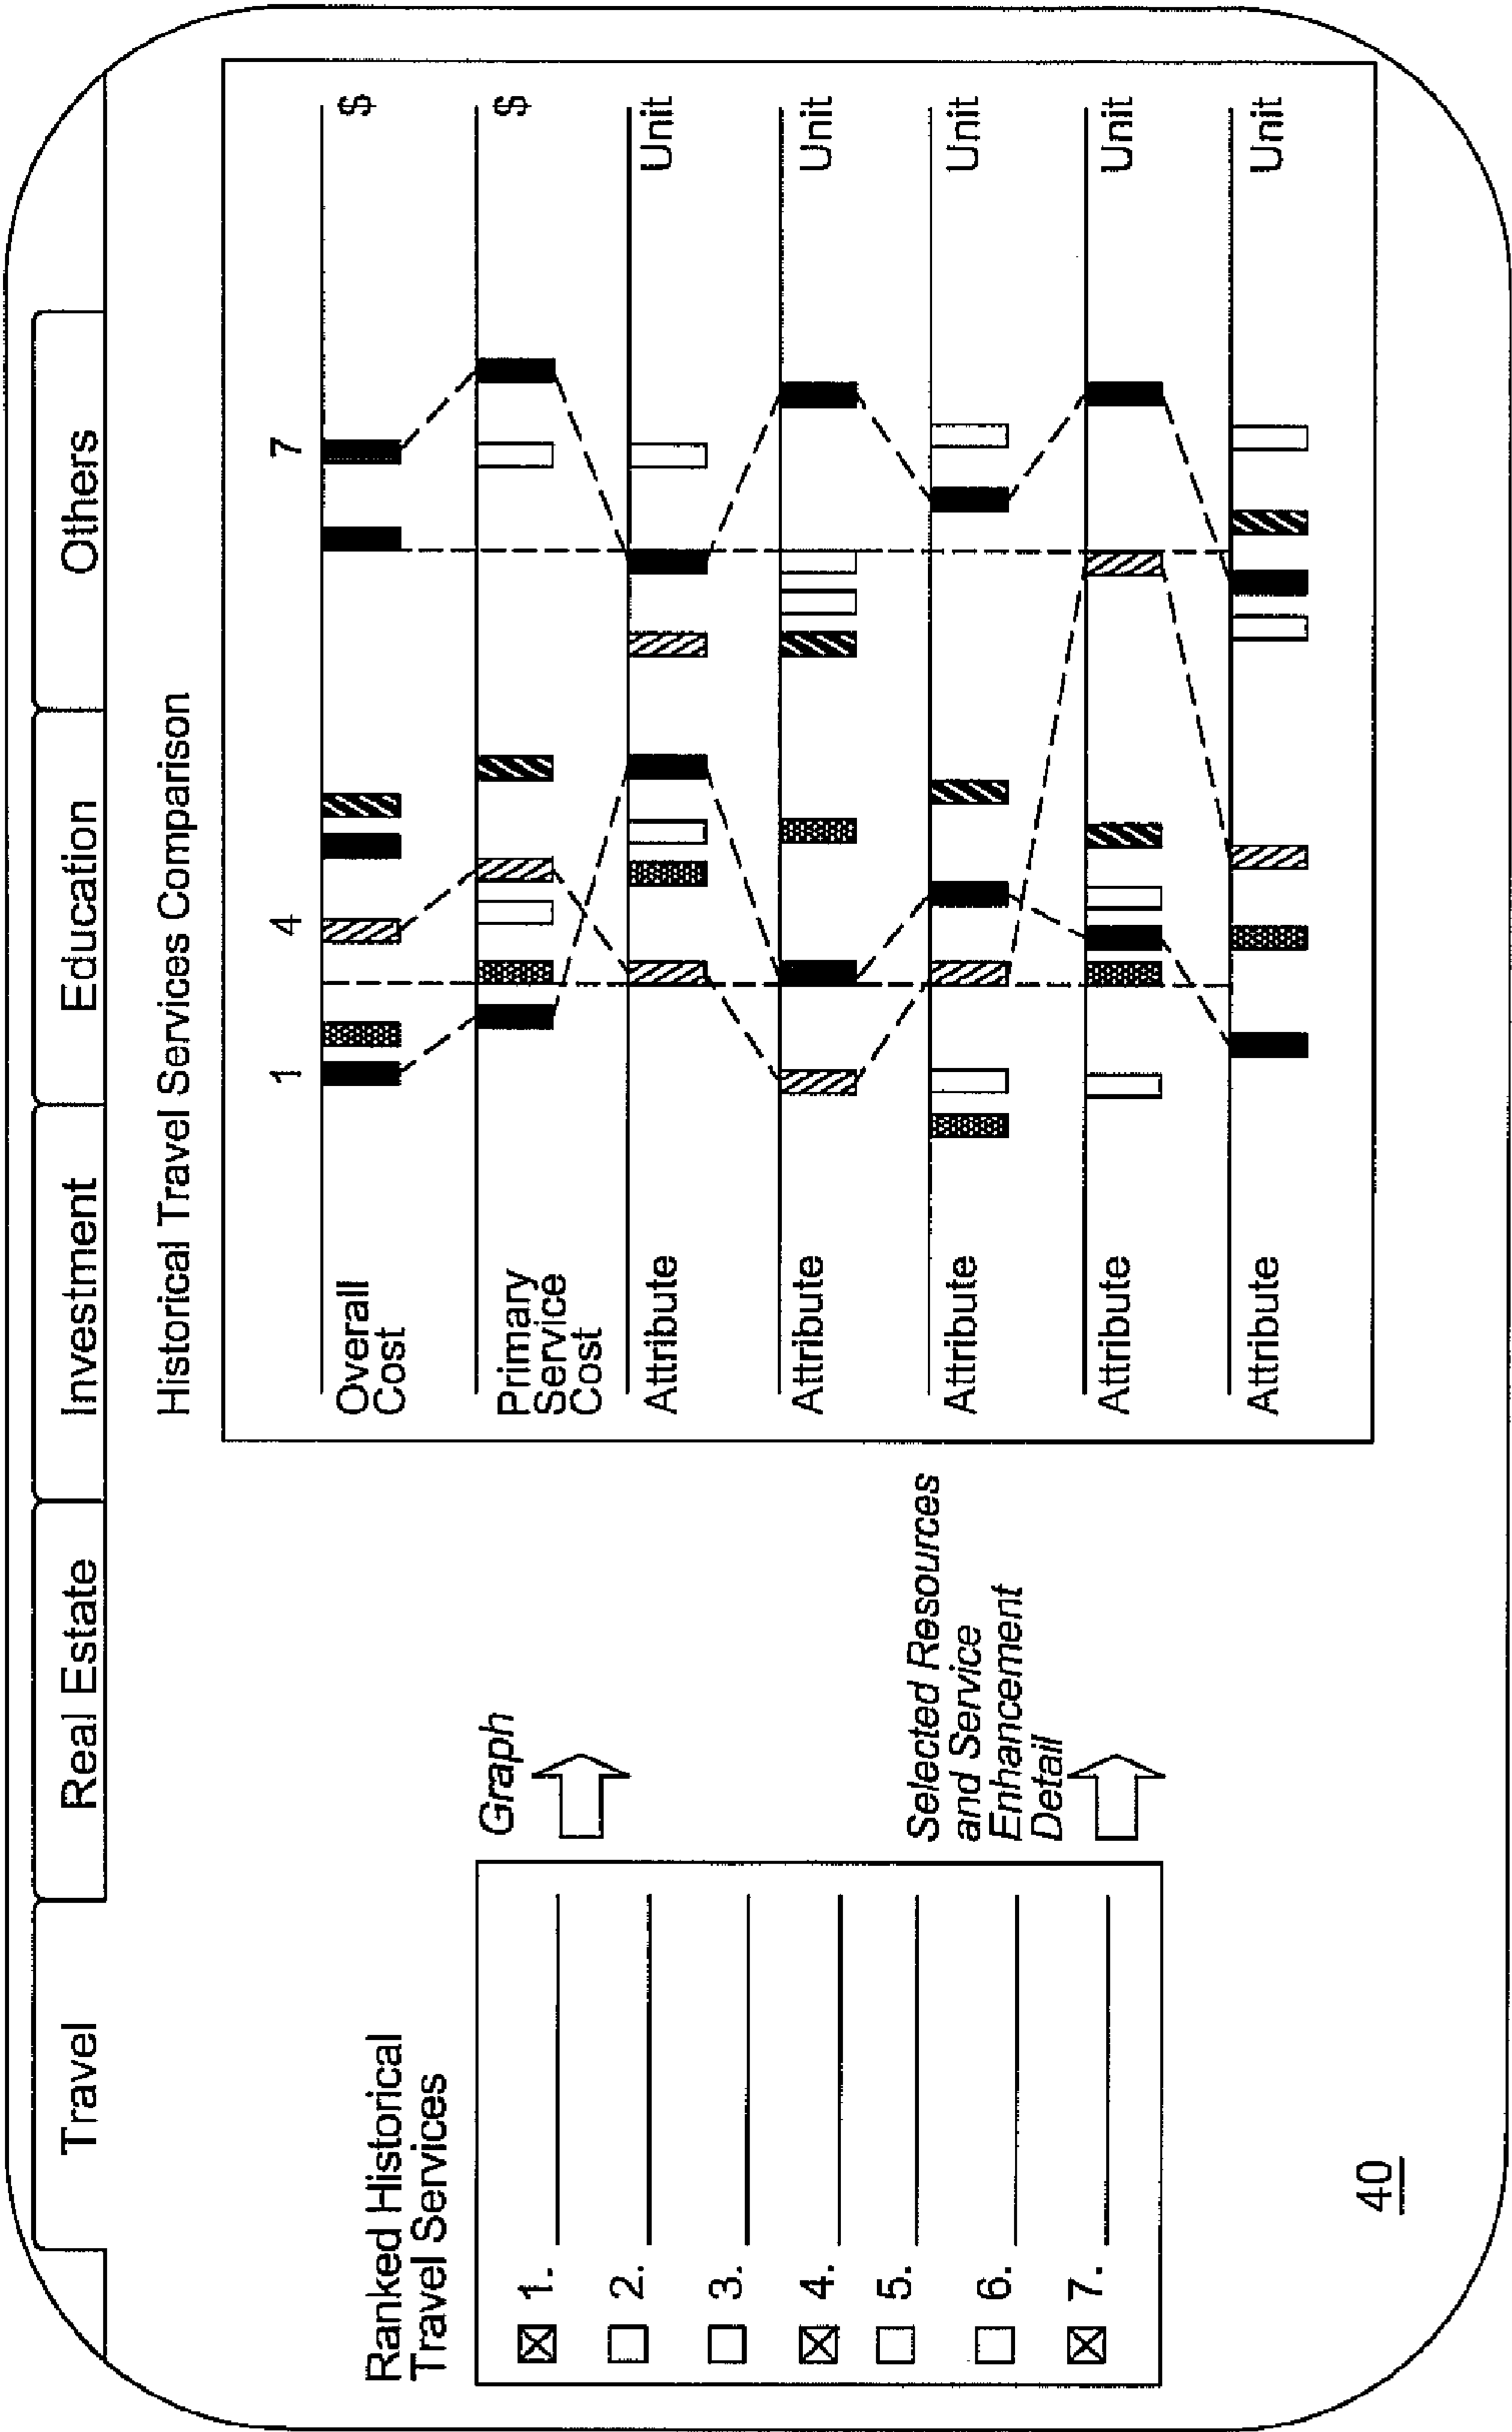 Travel
Real Estate
Investment
Education
Others
Ranked Historical
Travel Services
1.
2.
3.
4.
5.
6.
7.
Graph
Selected Resources
and Service
Enhancement
Detail
Historical Travel Services Comparison
1
4
7
Overall
Cost
$
Primary
Service
Cost
$
Attribute
Unit
Attribute
Unit
Attribute
Unit
Attribute
Unit
Attribute
Unit
40